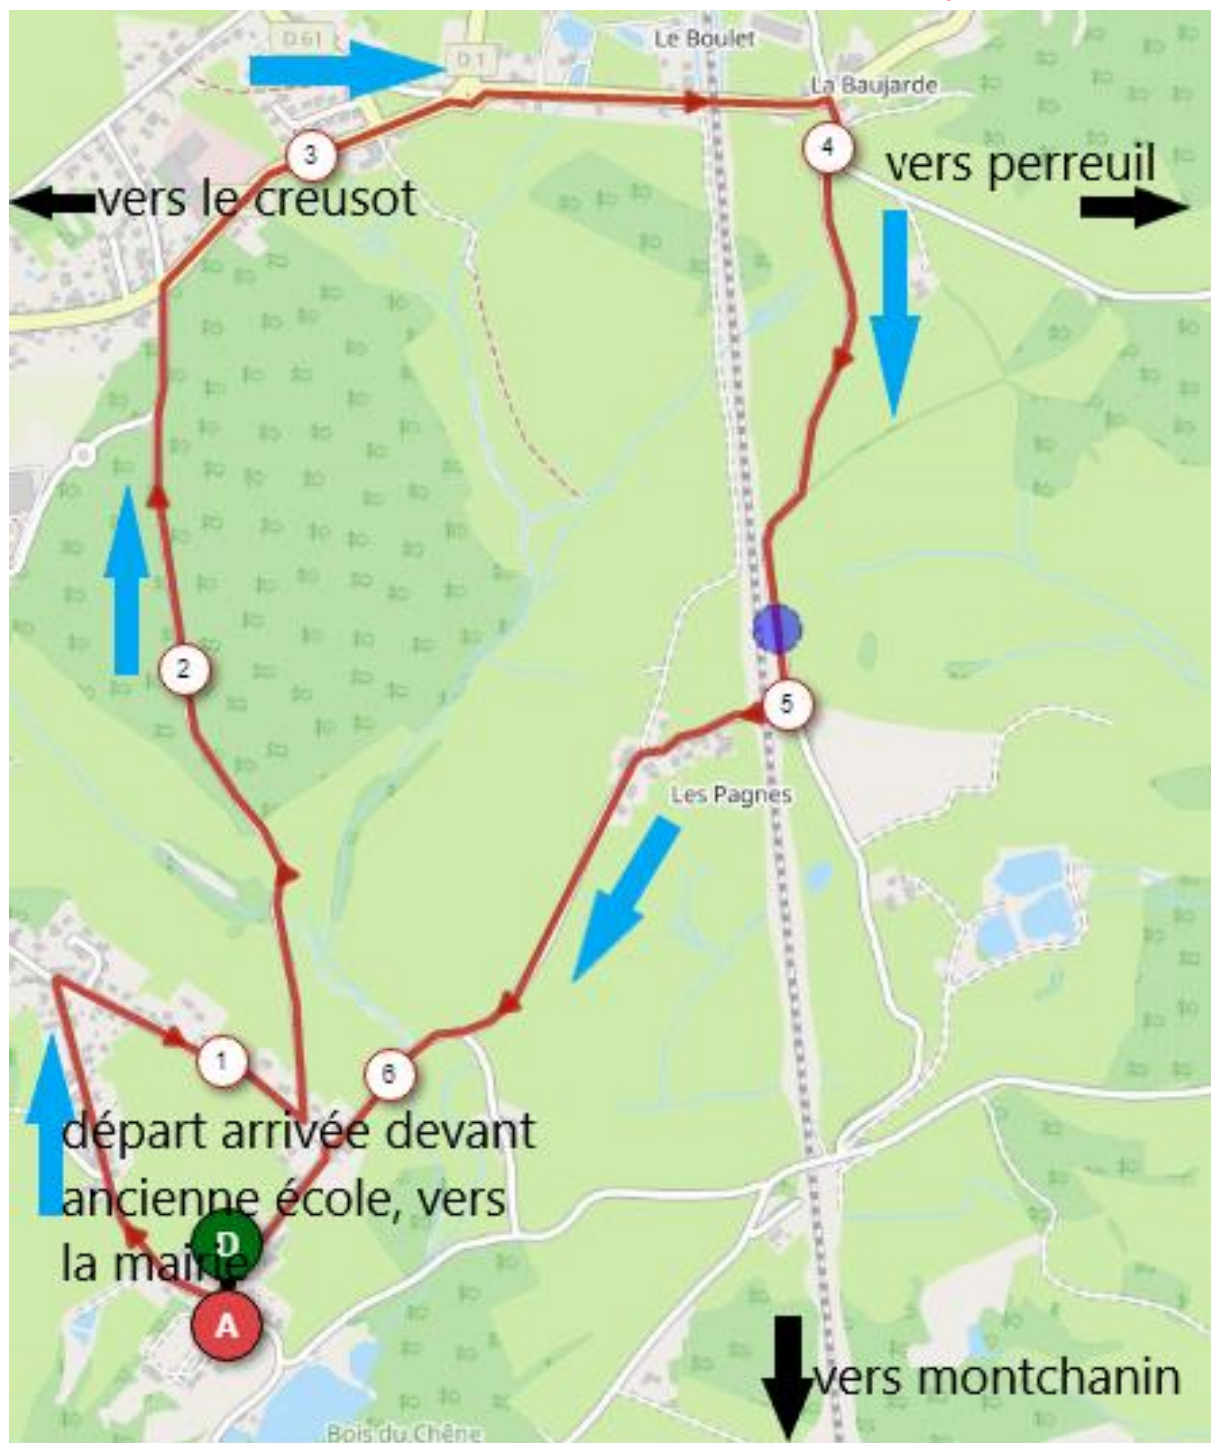 Le Boulet
D 61
D 1
La Baujarde
3
4
vers perreuil
vers le creusot
2
5
Les Pagnes
1
6
départ arrivée devant
ancienne école, vers
la mairie
D
A
vers montchanin
Bois du Chêne